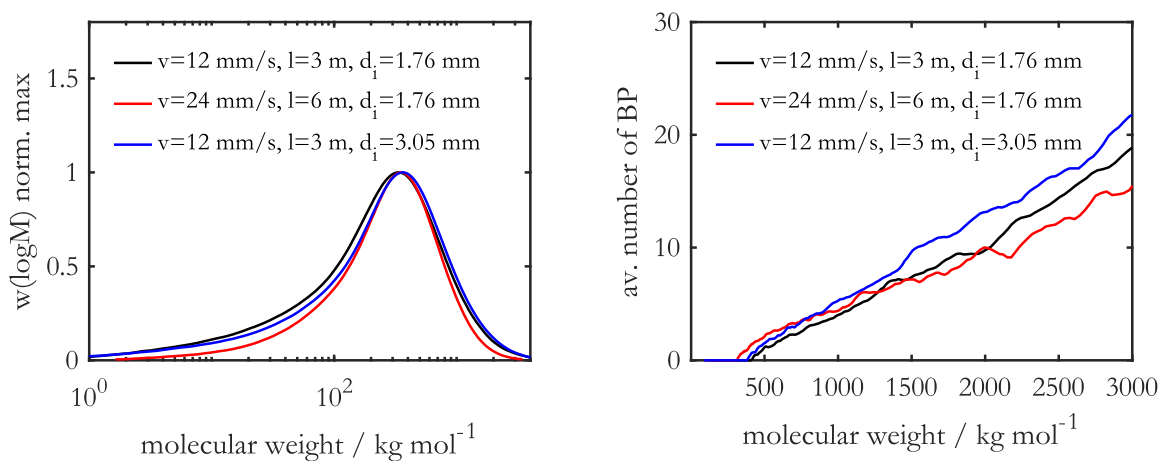 w(logM) norm. max
1.5
1
0.5
0
v=12 mm/s, l=3 m, d_i=1.76 mm
v=24 mm/s, l=6 m, d_i=1.76 mm
v=12 mm/s, l=3 m, d_i=3.05 mm
10^0
10^2
molecular weight / kg mol^-1
av. number of BP
30
20
10
0
v=12 mm/s, l=3 m, d_i=1.76 mm
v=24 mm/s, l=6 m, d_i=1.76 mm
v=12 mm/s, l=3 m, d_i=3.05 mm
500 1000 1500 2000 2500 3000
molecular weight / kg mol^-1